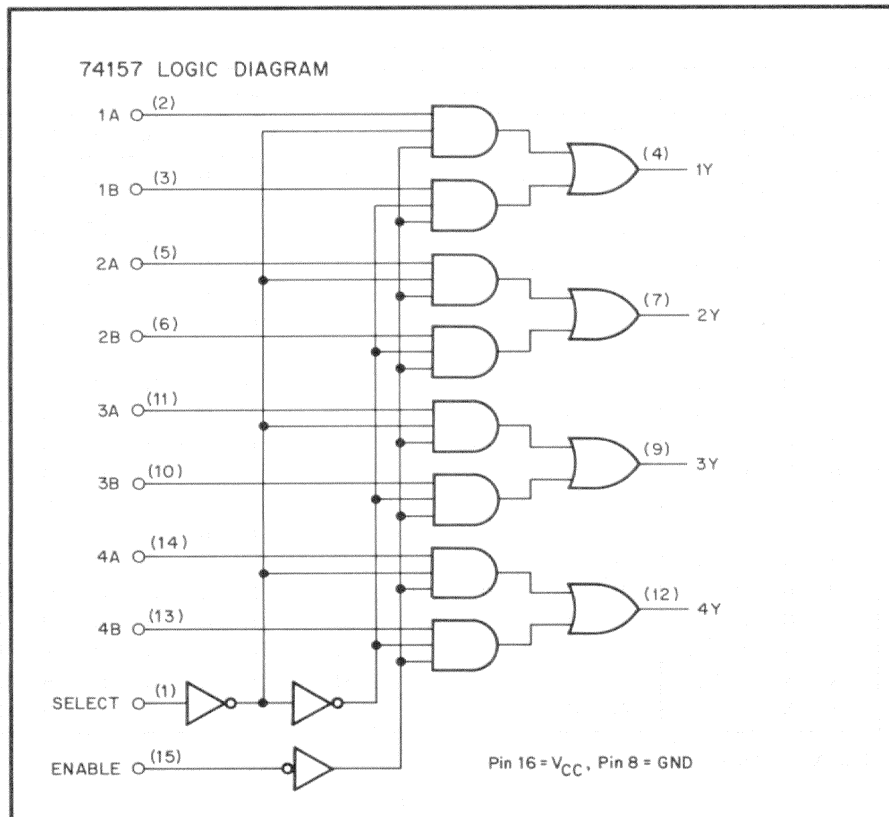 74157 LOGIC DIAGRAM
1A (2)
(4) 1Y
1B (3)
2A (5)
(7) 2Y
2B (6)
3A (11)
(9) 3Y
3B (10)
4A (14)
(12) 4Y
4B (13)
SELECT (1)
ENABLE (15)
Pin 16 = VCC, Pin 8 = GND